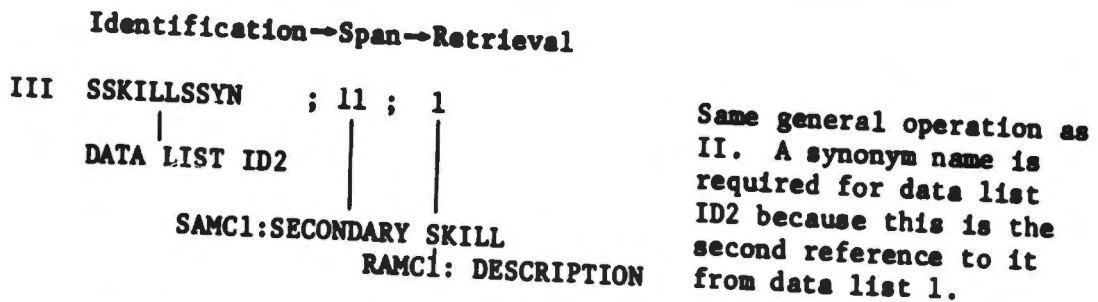 Identification→Span→Retrieval
III SSKILLSSYN ; 11 ; 1
DATA LIST ID2
SAMC1:SECONDARY SKILL
RAMC1: DESCRIPTION
Same general operation as
II. A synonym name is
required for data list
ID2 because this is the
second reference to it
from data list 1.